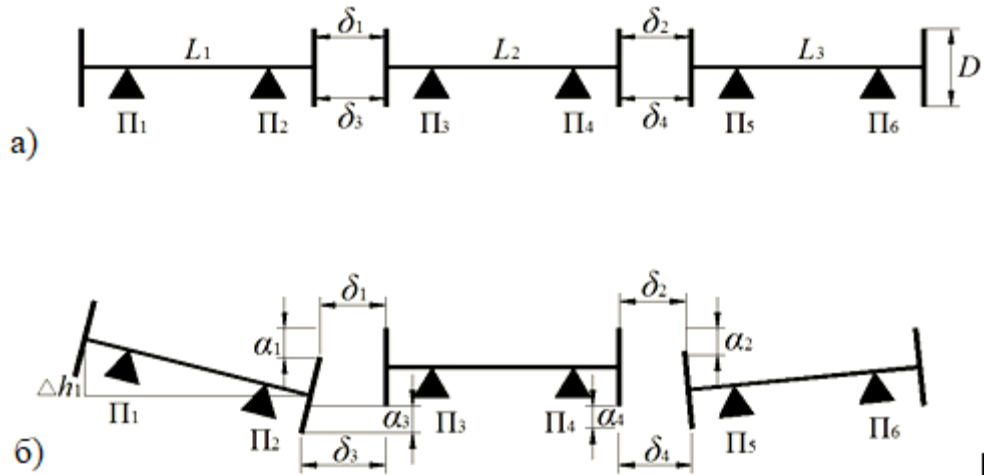 δ1 δ2
L1 L2 L3 D
δ3 δ4
П1 П2 П3 П4 П5 П6
а)
δ1 δ2
α1 α2
△h1 П1 П2 α3 П3 П4 α4 П5 П6
δ3 δ4
б)